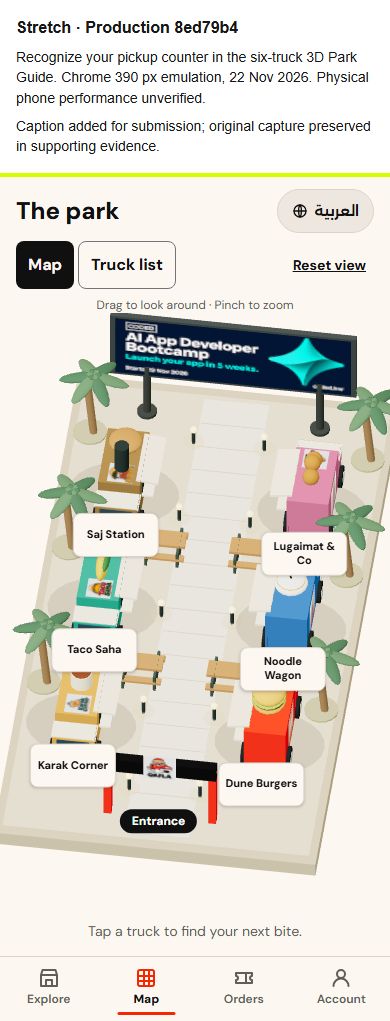 Stretch · Production 8ed79b4
Recognize your pickup counter in the six-truck 3D Park
Guide. Chrome 390 px emulation, 22 Nov 2026. Physical
phone performance unverified.
Caption added for submission; original capture preserved
in supporting evidence.
The park
العربية
Map
Truck list
Reset view
Drag to look around · Pinch to zoom
CODED
AI App Developer
Bootcamp
Launch your app in 5 weeks.
Nov 2026
Saj Station
Lugaimat &
Co
Taco Saha
Noodle
Wagon
Karak Corner
Dune Burgers
Entrance
Tap a truck to find your next bite.
Explore
Map
Orders
Account